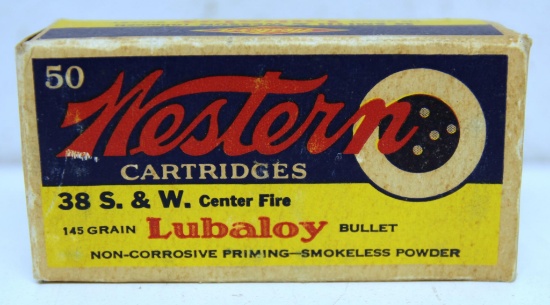 50
Western
CARTRIDGES
38 S. & W. Center Fire
145 GRAIN Lubaloy BULLET
NON-CORROSIVE PRIMING—SMOKELESS POWDER